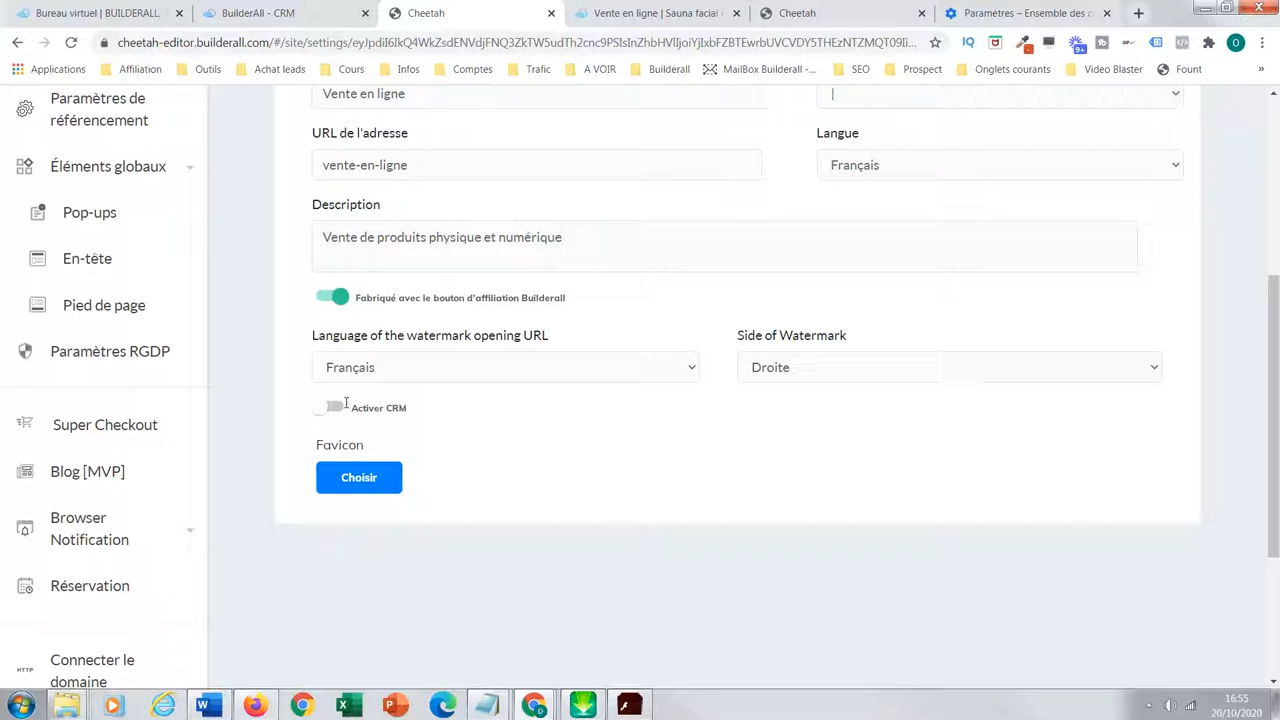 Bureau virtuel | BUILDERALL.
BuilderAll - CRM
Cheetah
Vente en ligne | Sauna facial
Paramètres – Ensemble des c
cheetah-editor.builderall.com/#/site/settings/
Applications
Affiliation
Outils
Achat leads
Cours
Infos
Comptes
Trafic
A VOIR
Builderall
MailBox Builderall -...
SEO
Prospect
Onglets courants
Video Blaster
Fount
»
Paramètres de
référencement
Éléments globaux
Pop-ups
En-tête
Pied de page
Paramètres RGDP
Super Checkout
Blog [MVP]
Browser
Notification
Réservation
HTTP
Connecter le
domaine
Vente en ligne
URL de l'adresse
Langue
vente-en-ligne
Français
Description
Vente de produits physique et numérique
Fabriqué avec le bouton d'affiliation Builderall
Language of the watermark opening URL
Side of Watermark
Français
Droite
Activer CRM
Favicon
Choisir
16:55
20/10/2020